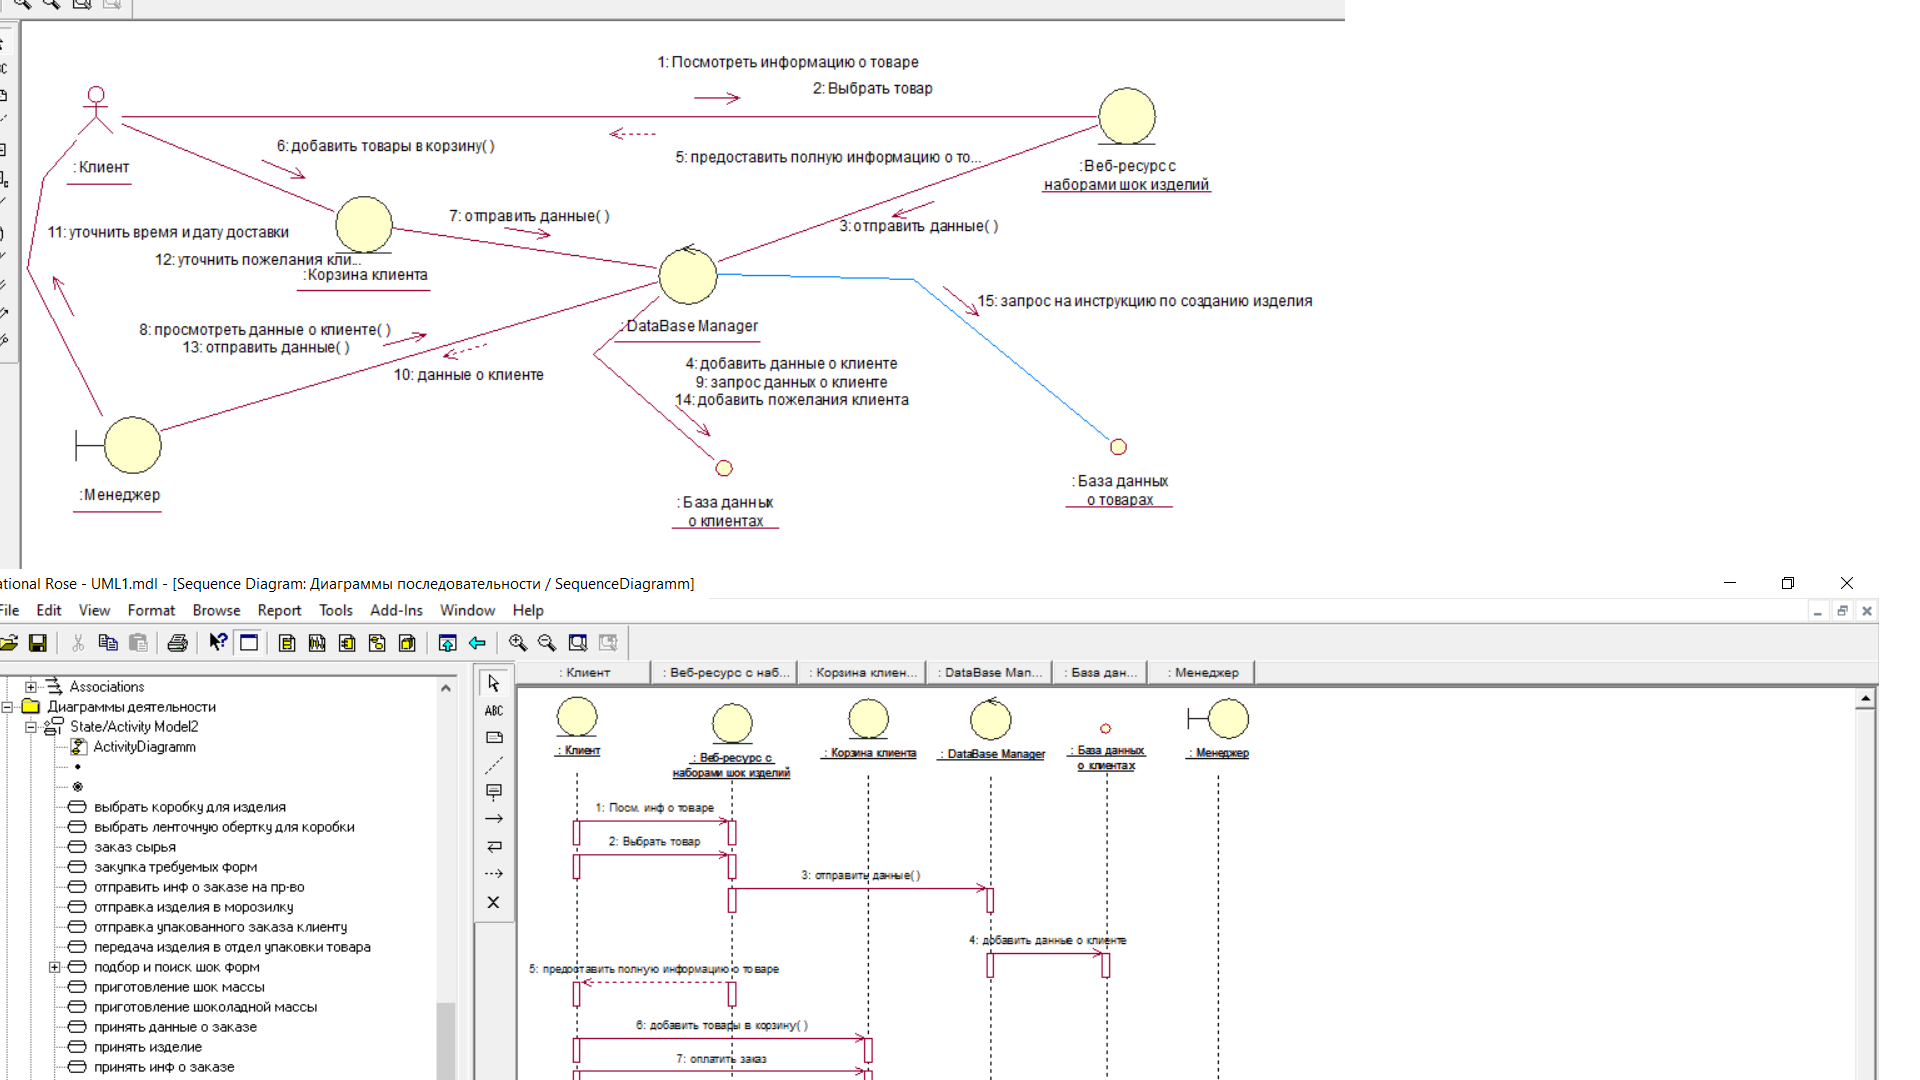 1: Посмотреть информацию о товаре
2: Выбрать товар
6: добавить товары в корзину( )
5: предоставить полную информацию о то...
: Клиент
:Веб-ресурс с
наборами шок изделий
7: отправить данные( )
3: отправить данные( )
11: уточнить время и дату доставки
12: уточнить пожелания кли...
:Корзина клиента
15: запрос на инструкцию по созданию изделия
8: просмотреть данные о клиенте( )
13: отправить данные( )
: DataBase Manager
10: данные о клиенте
4: добавить данные о клиенте
9: запрос данных о клиенте
14: добавить пожелания клиента
:Менеджер
: База данных
о клиентах
: База данных
о товарах
ational Rose - UML1.mdl - [Sequence Diagram: Диаграммы последовательности / SequenceDiagramm]
File Edit View Format Browse Report Tools Add-Ins Window Help
: Клиент : Веб-ресурс с наб... : Корзина клиен... : DataBase Man... : База дан... : Менеджер
Associations
Диаграммы деятельности
State/Activity Model2
ActivityDiagramm
выбрать коробку для изделия
выбрать ленточную обертку для коробки
заказ сырья
закупка требуемых форм
отправить инф о заказе на пр-во
отправка изделия в морозилку
отправка упакованного заказа клиенту
передача изделия в отдел упаковки товара
подбор и поиск шок форм
приготовление шок массы
приготовление шоколадной массы
принять данные о заказе
принять изделие
принять инф о заказе
ABC
: Клиент
: Веб-ресурс с
наборами шок изделий
: Корзина клиента
: DataBase Manager
: База данных
о клиентах
: Менеджер
1: Посм. инф о товаре
2: Выбрать товар
3: отправить данные( )
4: добавить данные о клиенте
5: предоставить полную информацию о товаре
6: добавить товары в корзину( )
7: оплатить заказ